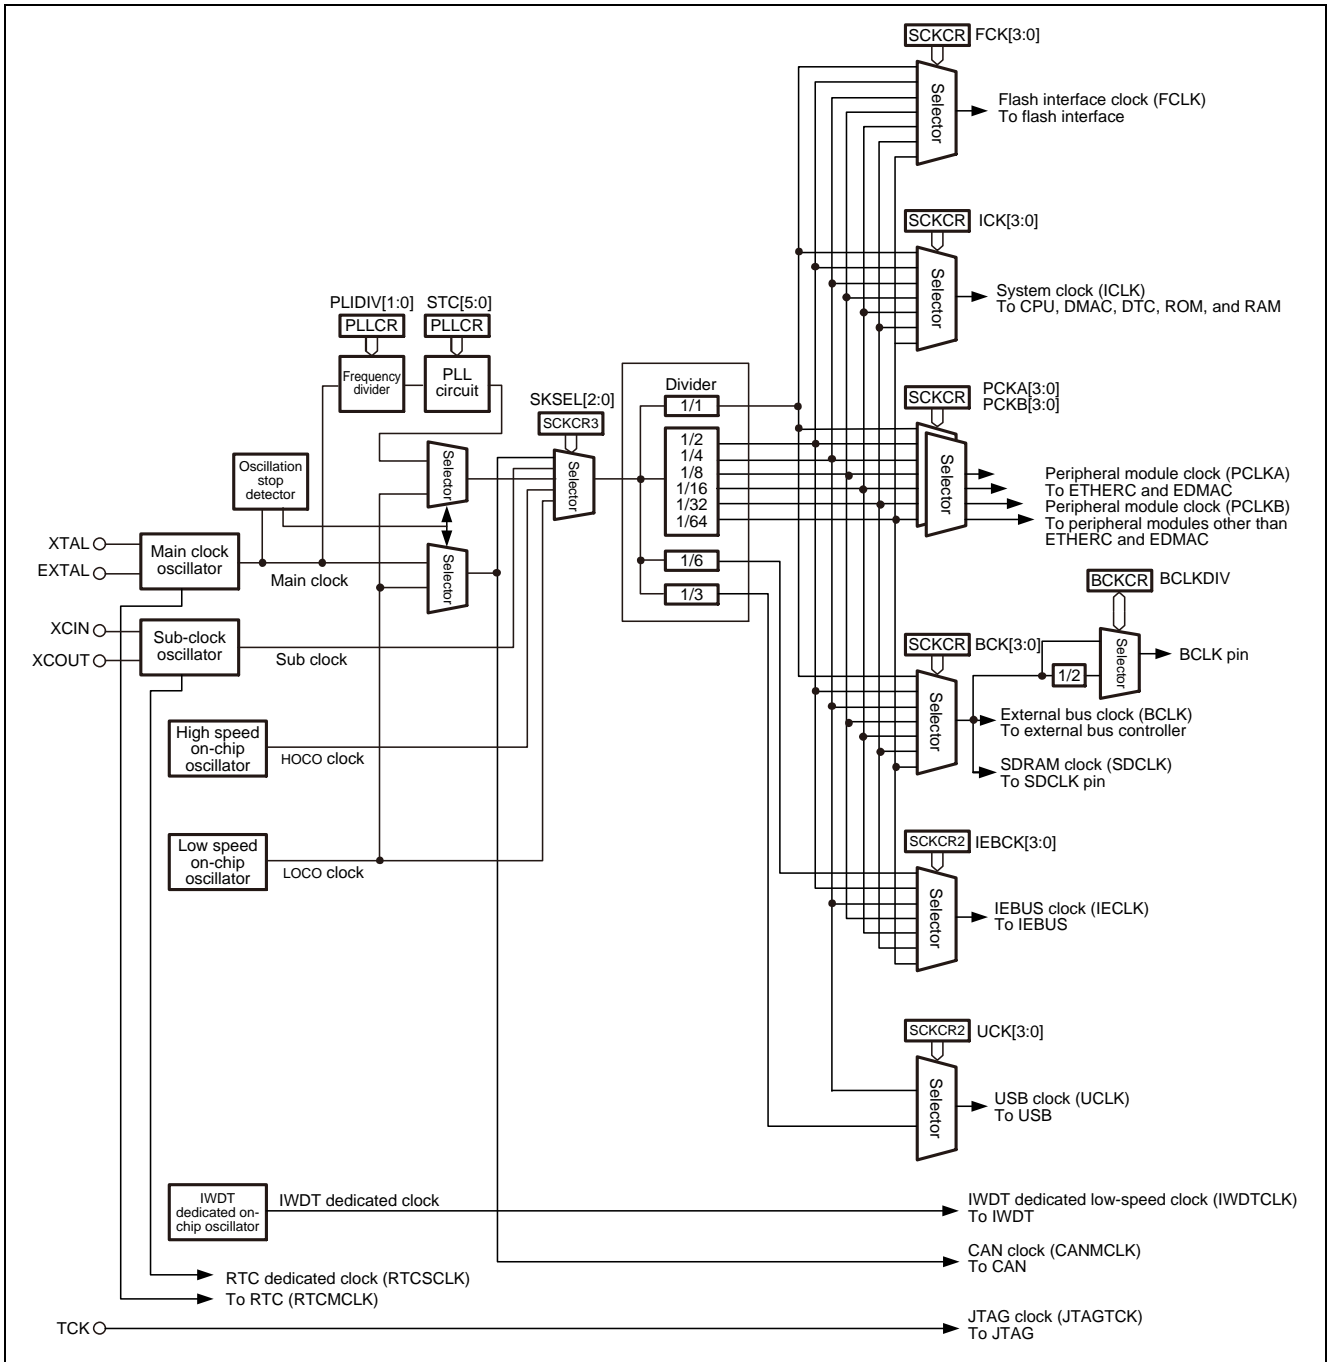 SCKCR FCK[3:0]
Selector
Flash interface clock (FCLK)
To flash interface
SCKCR ICK[3:0]
Selector
System clock (ICLK)
To CPU, DMAC, DTC, ROM, and RAM
PLIDIV[1:0] STC[5:0]
PLLCR PLLCR
Frequency
divider
PLL
circuit
SKSEL[2:0]
SCKCR3
Selector
Divider
1/1
1/2
1/4
1/8
1/16
1/32
1/64
1/6
1/3
SCKCR
PCKA[3:0]
PCKB[3:0]
Selector
Peripheral module clock (PCLKA)
To ETHERC and EDMAC
Peripheral module clock (PCLKB)
To peripheral modules other than
ETHERC and EDMAC
Oscillation
stop
detector
Selector
Selector
XTAL
EXTAL
Main clock
oscillator
Main clock
XCIN
XCOUT
Sub-clock
oscillator
Sub clock
BCKCR BCLKDIV
Selector
1/2
BCLK pin
SCKCR BCK[3:0]
Selector
External bus clock (BCLK)
To external bus controller
SDRAM clock (SDCLK)
To SDCLK pin
High speed
on-chip
oscillator
HOCO clock
Low speed
on-chip
oscillator
LOCO clock
SCKCR2 IEBCK[3:0]
Selector
IEBUS clock (IECLK)
To IEBUS
SCKCR2 UCK[3:0]
Selector
USB clock (UCLK)
To USB
IWDT
dedicated on-
chip oscillator
IWDT dedicated clock
IWDT dedicated low-speed clock (IWDTCLK)
To IWDT
CAN clock (CANMCLK)
To CAN
RTC dedicated clock (RTCSCLK)
To RTC (RTCMCLK)
TCK
JTAG clock (JTAGTCK)
To JTAG